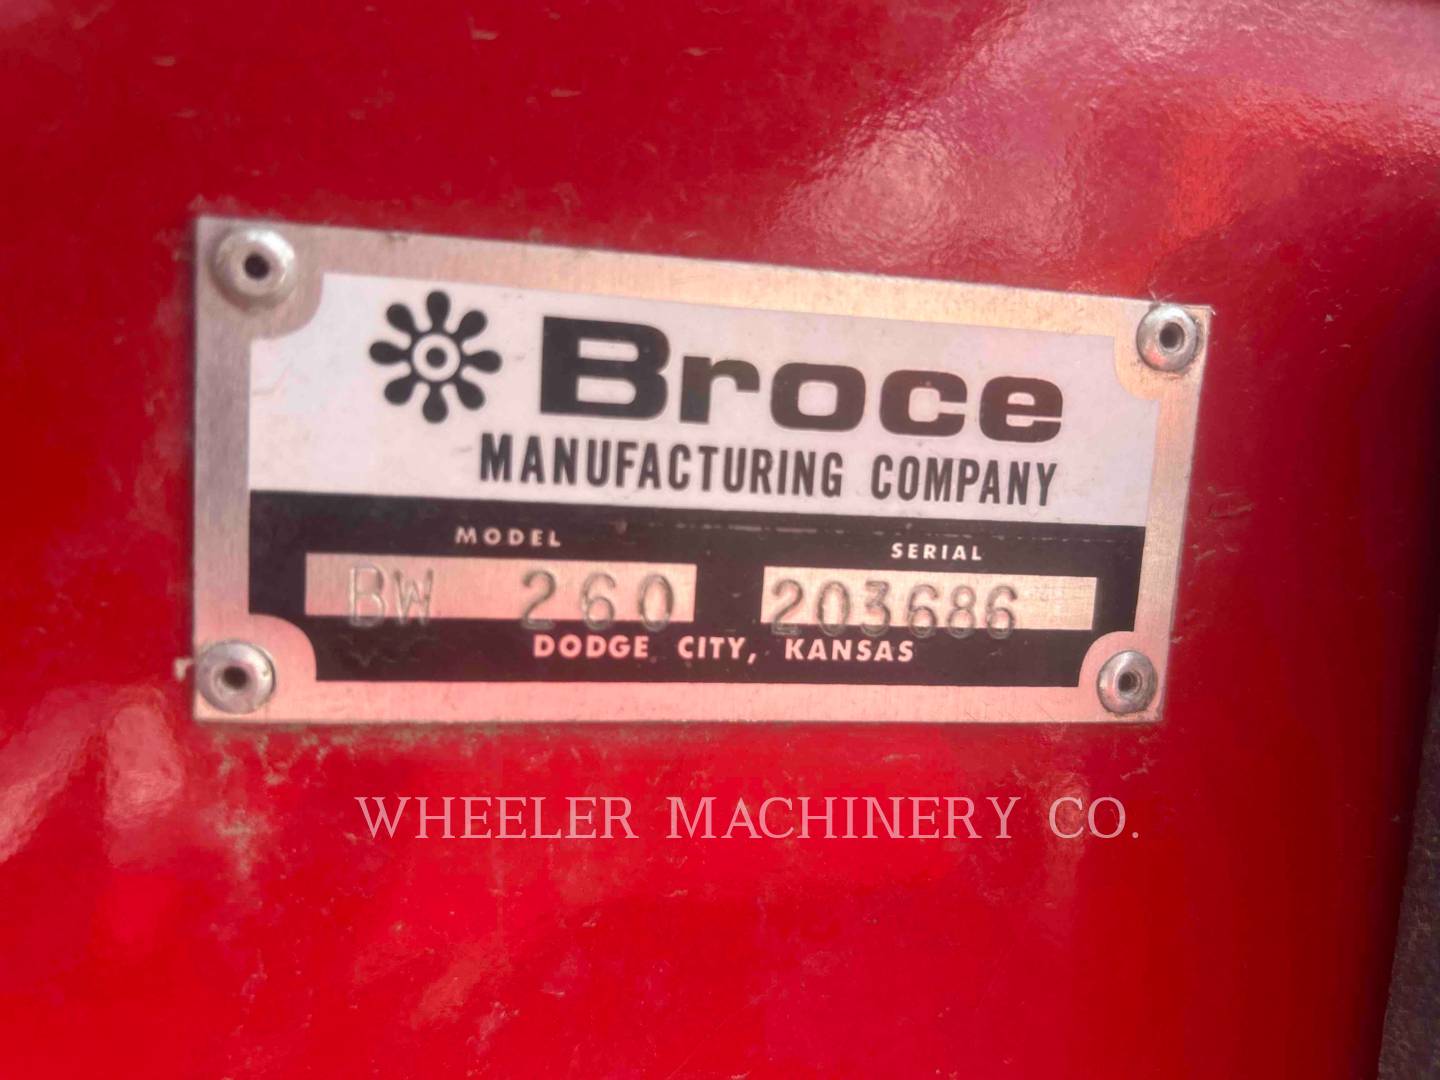 Broce
MANUFACTURING COMPANY
MODEL SERIAL
BW 260 203686
DODGE CITY, KANSAS
WHEELER MACHINERY CO.